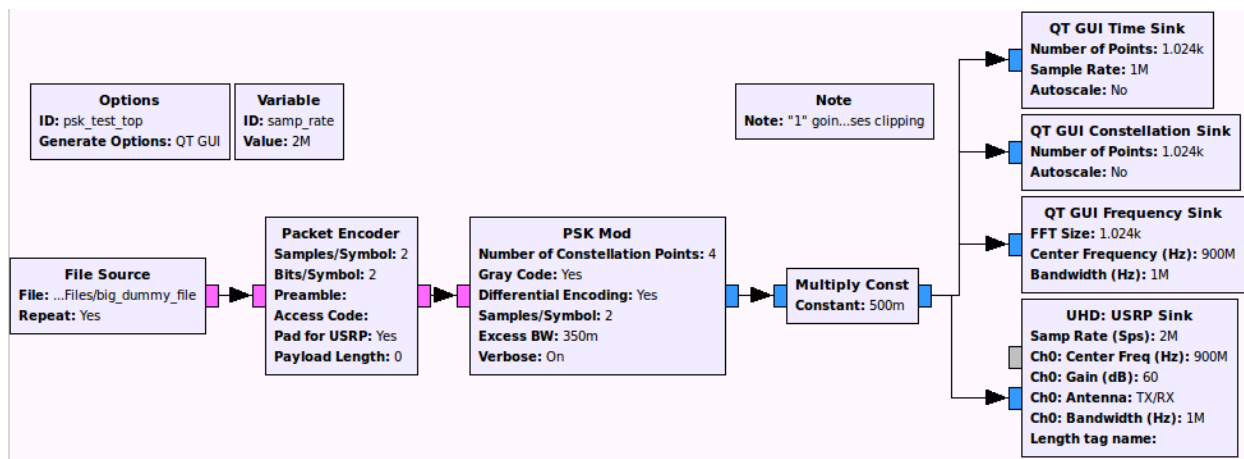 Options
ID: psk_test_top
Generate Options: QT GUI
Variable
ID: samp_rate
Value: 2M
Note
Note: "1" goin...ses clipping
File Source
File: ...Files/big_dummy_file
Repeat: Yes
Packet Encoder
Samples/Symbol: 2
Bits/Symbol: 2
Preamble:
Access Code:
Pad for USRP: Yes
Payload Length: 0
PSK Mod
Number of Constellation Points: 4
Gray Code: Yes
Differential Encoding: Yes
Samples/Symbol: 2
Excess BW: 350m
Verbose: On
Multiply Const
Constant: 500m
QT GUI Time Sink
Number of Points: 1.024k
Sample Rate: 1M
Autoscale: No
QT GUI Constellation Sink
Number of Points: 1.024k
Autoscale: No
QT GUI Frequency Sink
FFT Size: 1.024k
Center Frequency (Hz): 900M
Bandwidth (Hz): 1M
UHD: USRP Sink
Samp Rate (Sps): 2M
Ch0: Center Freq (Hz): 900M
Ch0: Gain (dB): 60
Ch0: Antenna: TX/RX
Ch0: Bandwidth (Hz): 1M
Length tag name: